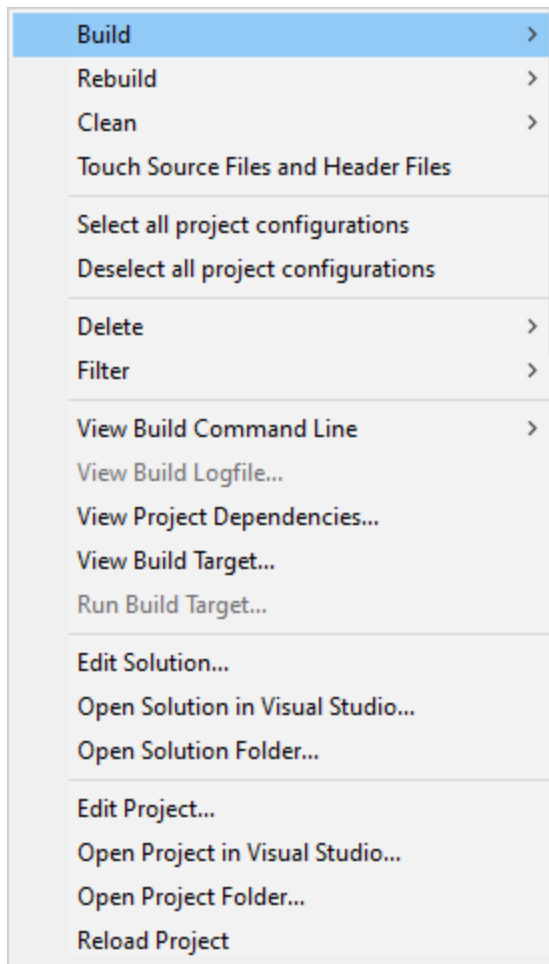 Build
Rebuild
Clean
Touch Source Files and Header Files
Select all project configurations
Deselect all project configurations
Delete
Filter
View Build Command Line
View Build Logfile...
View Project Dependencies...
View Build Target...
Run Build Target...
Edit Solution...
Open Solution in Visual Studio...
Open Solution Folder...
Edit Project...
Open Project in Visual Studio...
Open Project Folder...
Reload Project